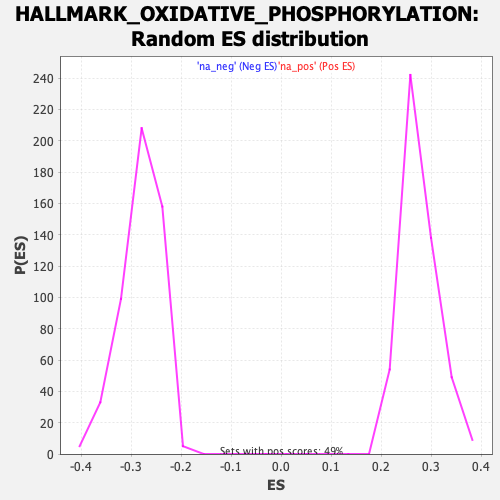 HALLMARK_OXIDATIVE_PHOSPHORYLATION:
Random ES distribution
'na_neg' (Neg ES) 'na_pos' (Pos ES)
240
220
200
180
160
140
120
100
80
60
40
20
0
P(ES)
Sets with pos scores: 49%
-0.4 -0.3 -0.2 -0.1 0.0 0.1 0.2 0.3 0.4
ES